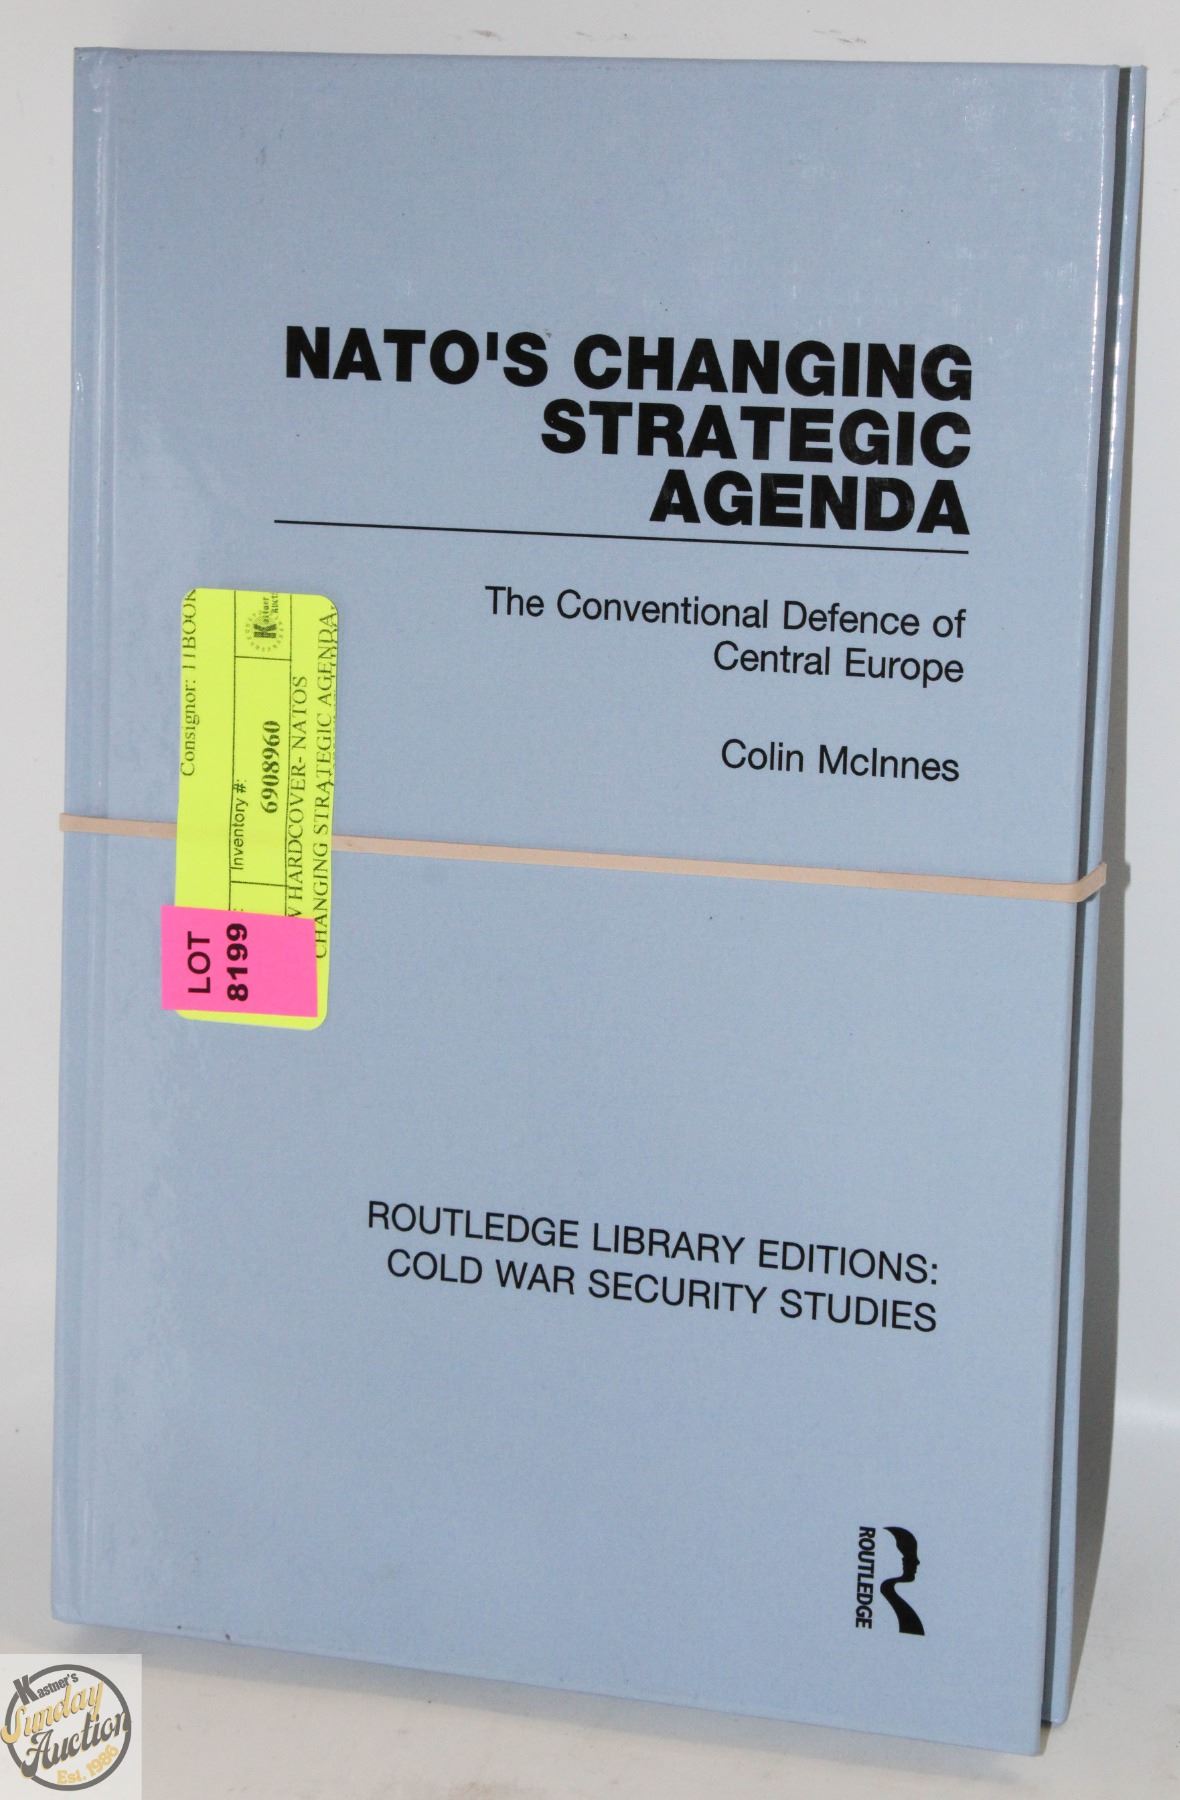 NATO'S CHANGING
STRATEGIC
AGENDA
The Conventional Defence of
Central Europe
Colin McInnes
Consignor: 11BOOK
Inventory #:
6908960
HARDCOVER- NATOS
CHANGING STRATEGIC AGENDA
LOT
8199
ROUTLEDGE LIBRARY EDITIONS:
COLD WAR SECURITY STUDIES
ROUTLEDGE
Kastner's
Sunday
Auction
Est. 1986